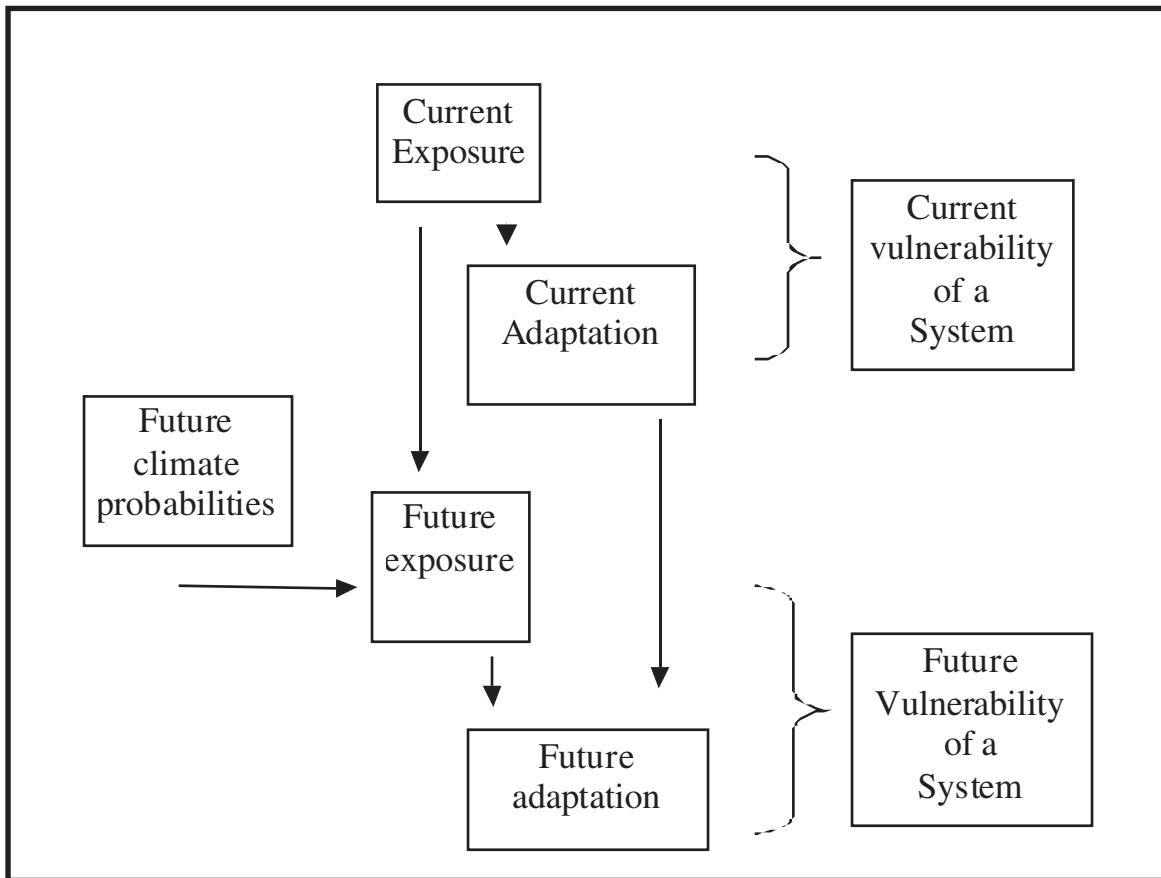 Current
Exposure
Current
Adaptation
Current
vulnerability
of a
System
Future
climate
probabilities
Future
exposure
Future
adaptation
Future
Vulnerability
of a
System